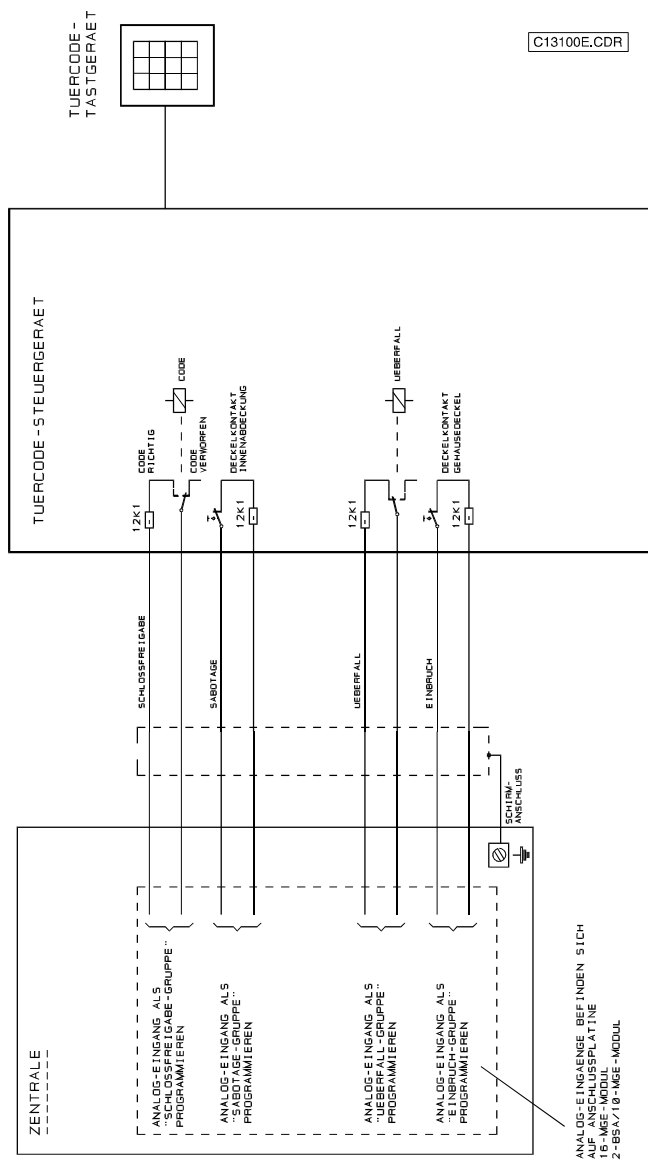 C13100E.CDR
TUERCODE-
TASTGERAET
TUERCODE-STEUERGERAET
12K1
CODE
RICHTIG
CODE
CODE
VERWORFEN
DECKELKONTAKT
INNENABDECKUNG
12K1
12K1
UEBERFALL
DECKELKONTAKT
GEHAUSEDECKEL
12K1
SCHLOSSFREIGABE
SABOTAGE
UEBERFALL
EINBRUCH
SCHIRM-
ANSCHLUSS
ZENTRALE
ANALOG-EINGANG ALS
"SCHLOSSFREIGABE-GRUPPE"
PROGRAMMIEREN
ANALOG-EINGANG ALS
"SABOTAGE-GRUPPE"
PROGRAMMIEREN
ANALOG-EINGANG ALS
"UEBERFALL-GRUPPE"
PROGRAMMIEREN
ANALOG-EINGANG ALS
"EINBRUCH-GRUPPE"
PROGRAMMIEREN
ANALOG-EINGAENGE BEFINDEN SICH
AUF ANSCHLUSSPLATINE
16-MGE-MODUL
2-BSA/10-MGE-MODUL